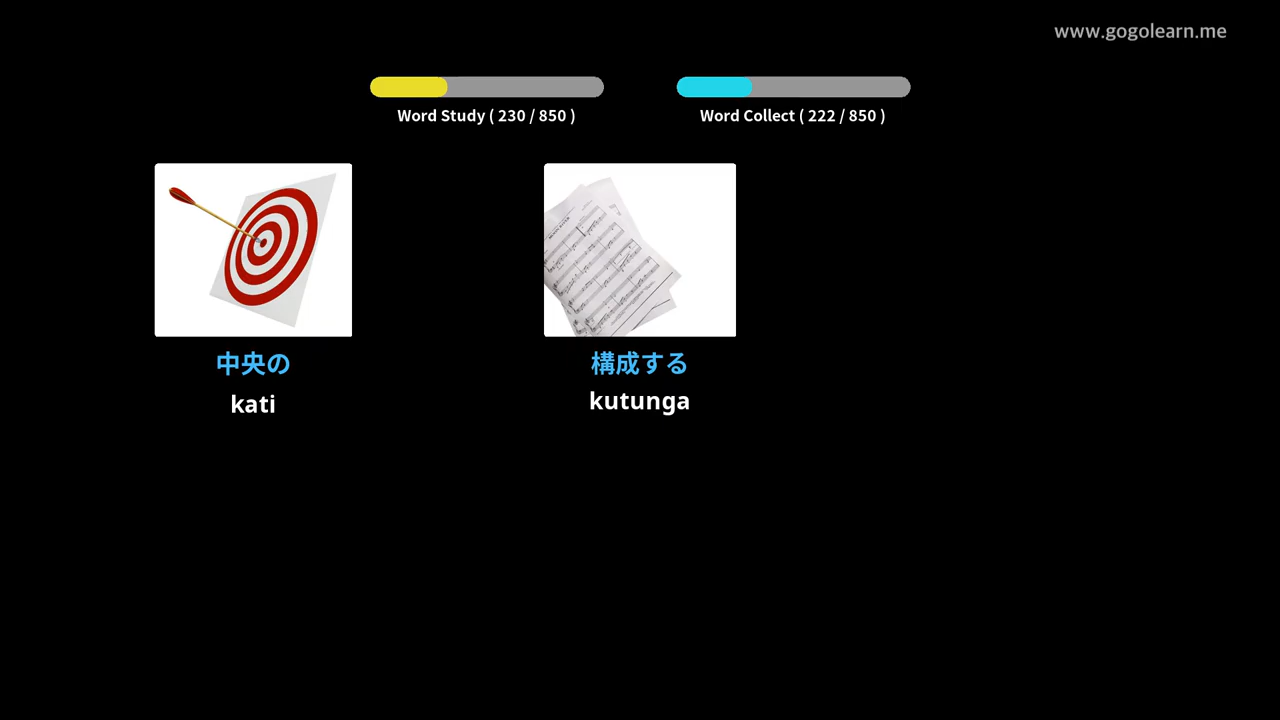 www.gogolearn.me
Word Study ( 230 / 850 )
Word Collect ( 222 / 850 )
中央の
kati
構成する
kutunga